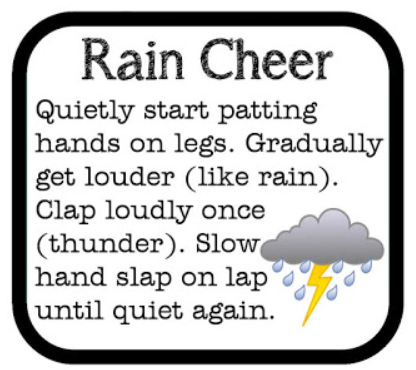 Rain Cheer
Quietly start patting
hands on legs. Gradually
get louder (like rain).
Clap loudly once
(thunder). Slow
hand slap on lap
until quiet again.